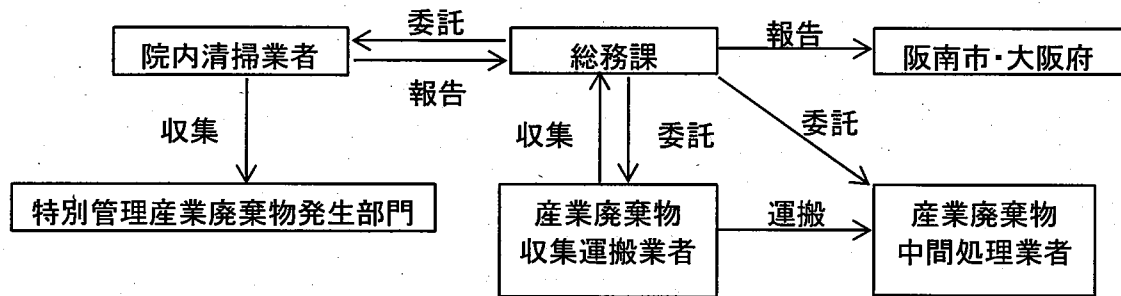 委託
報告
院内清掃業者
総務課
阪南市・大阪府
報告
収集
収集
委託
委託
特別管理産業廃棄物発生部門
産業廃棄物
収集運搬業者
運搬
産業廃棄物
中間処理業者